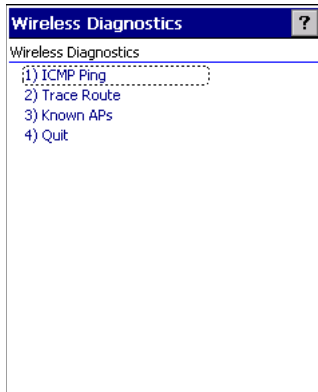 Wireless Diagnostics ?
Wireless Diagnostics
1) ICMP Ping
2) Trace Route
3) Known APs
4) Quit